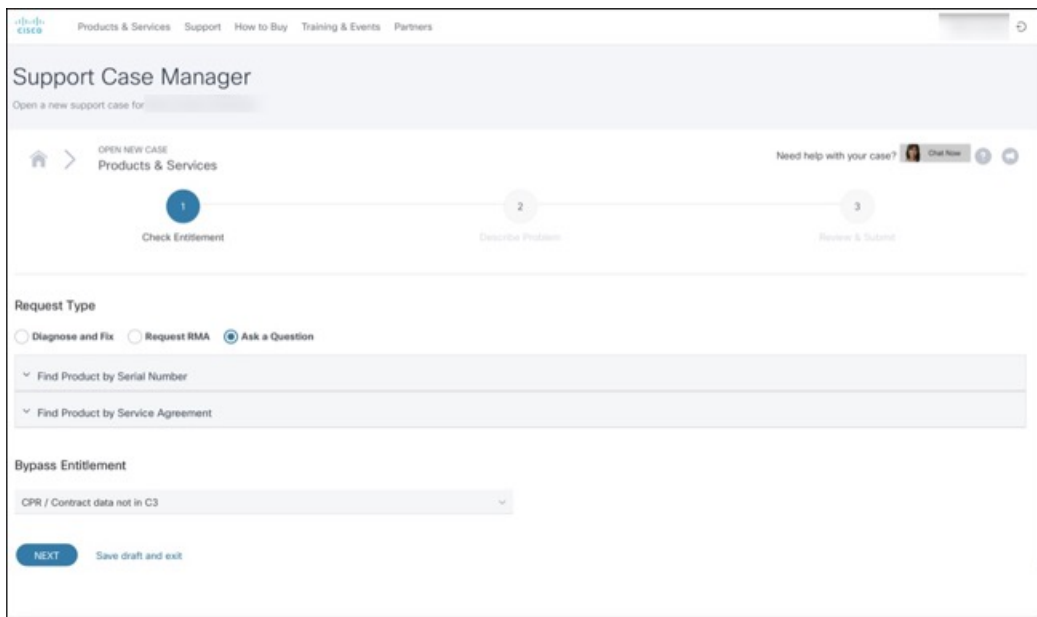 cisco
Products & Services Support How to Buy Training & Events Partners
Support Case Manager
Open a new support case for
OPEN NEW CASE
Products & Services
Need help with your case? Chat Now ?
1 2 3
Check Entitlement Describe Problem Review & Submit
Request Type
Diagnose and Fix Request RMA Ask a Question
Find Product by Serial Number
Find Product by Service Agreement
Bypass Entitlement
CPR / Contract data not in C3
NEXT Save draft and exit